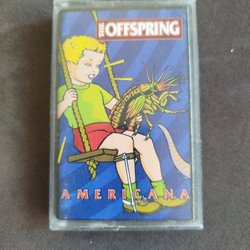 THE OFFSPRING
AMERICANA